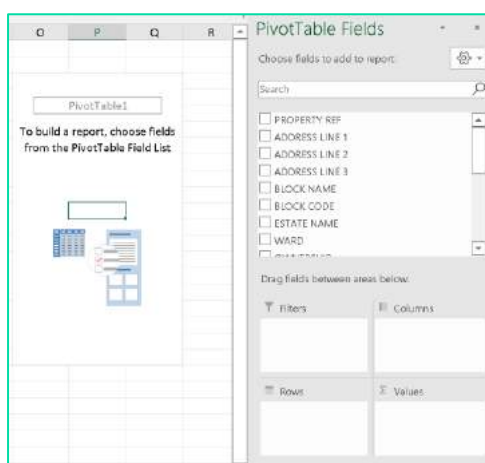 O P Q R
PivotTable1
To build a report, choose fields
from the PivotTable Field List
PivotTable Fields
Choose fields to add to report:
Search
PROPERTY REF
ADDRESS LINE 1
ADDRESS LINE 2
ADDRESS LINE 3
BLOCK NAME
BLOCK CODE
ESTATE NAME
WARD
Drag fields between areas below:
Filters
Columns
Rows
Values